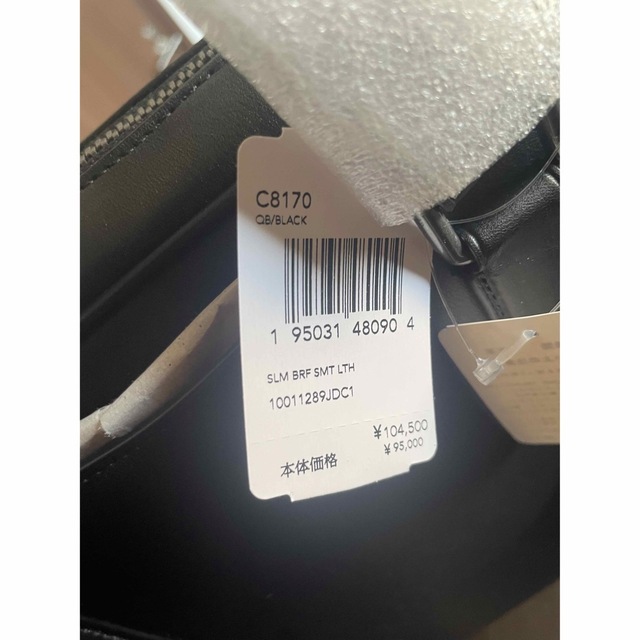 C8170
QB/BLACK
1 95031 48090 4
SLM BRF SMT LTH
10011289JDC1
¥104,500
¥95,000
本体価格